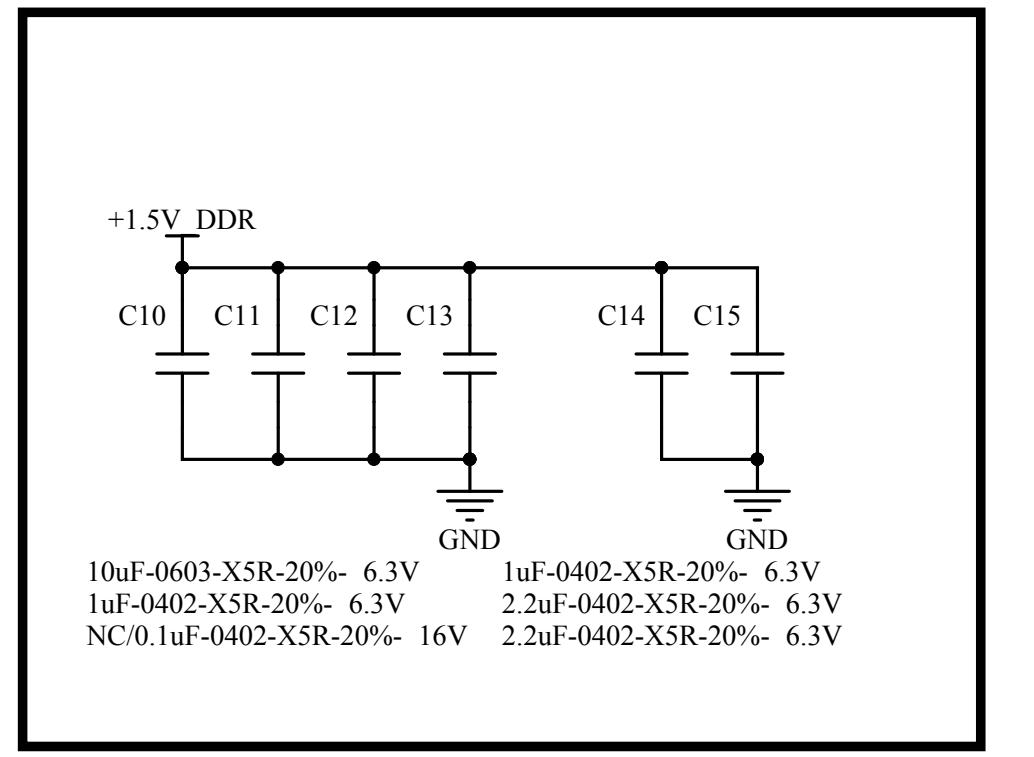 +1.5V_DDR
C10 C11 C12 C13 C14 C15
GND GND
10uF-0603-X5R-20%- 6.3V 1uF-0402-X5R-20%- 6.3V
1uF-0402-X5R-20%- 6.3V 2.2uF-0402-X5R-20%- 6.3V
NC/0.1uF-0402-X5R-20%- 16V 2.2uF-0402-X5R-20%- 6.3V